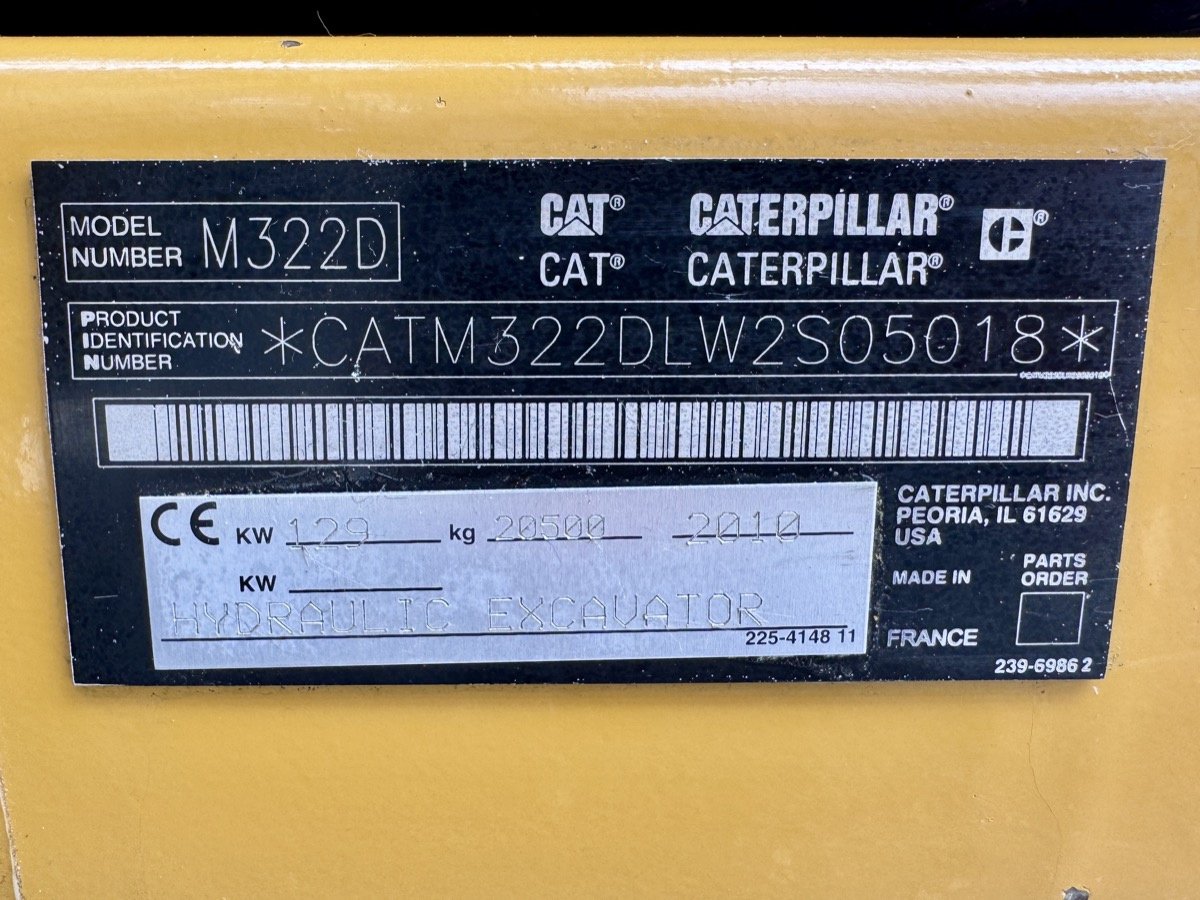 MODEL NUMBER M322D
CAT® CATERPILLAR® ®
CAT® CATERPILLAR®
PRODUCT IDENTIFICATION NUMBER *CATM322DLW2S05018*
CE KW 129 kg 20500 2010
KW
HYDRAULIC EXCAVATOR
225-4148 11
CATERPILLAR INC.
PEORIA, IL 61629
USA
MADE IN
FRANCE
PARTS
ORDER
239-6986 2